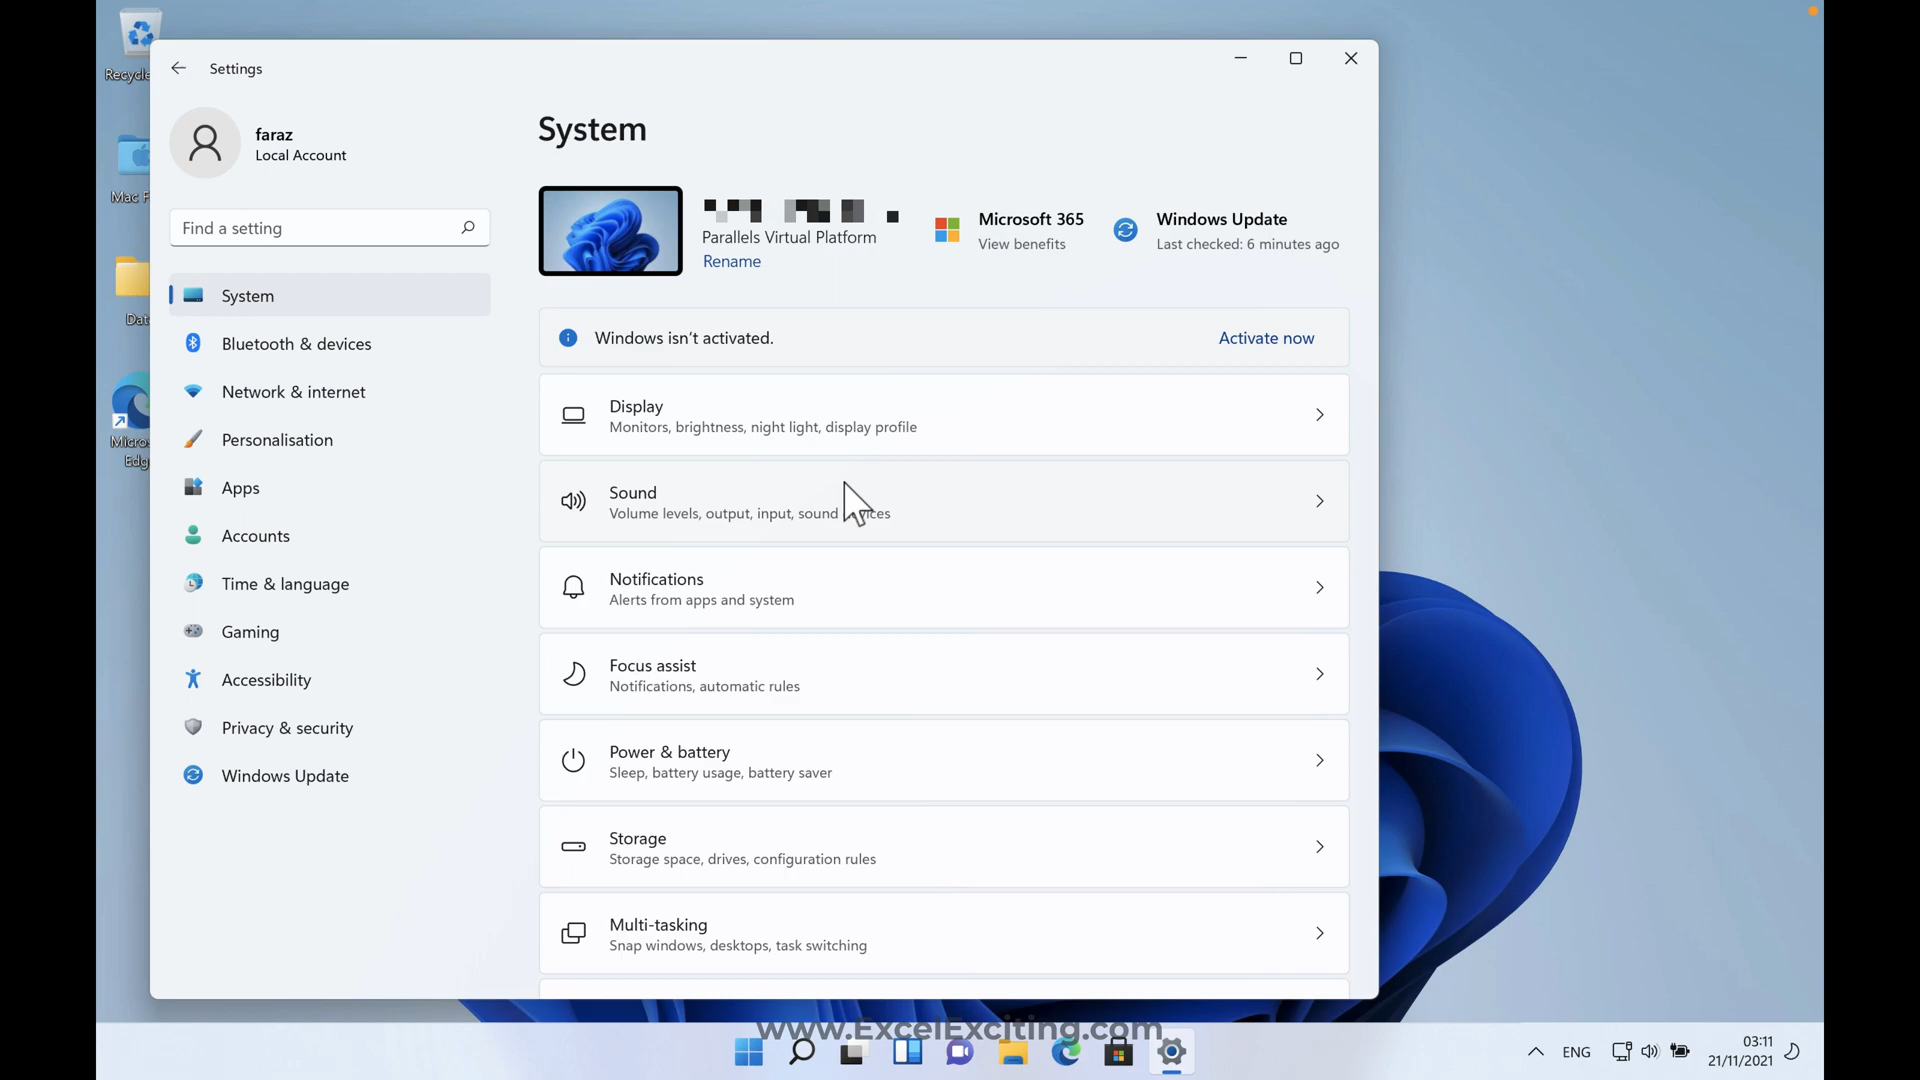 Recycle
Mac F
Dat
Micros
Edg
Settings
faraz
Local Account
Find a setting
System
Bluetooth & devices
Network & internet
Personalisation
Apps
Accounts
Time & language
Gaming
Accessibility
Privacy & security
Windows Update
System
Parallels Virtual Platform
Rename
Microsoft 365
View benefits
Windows Update
Last checked: 6 minutes ago
Windows isn't activated.
Activate now
Display
Monitors, brightness, night light, display profile
Sound
Volume levels, output, input, sound
Notifications
Alerts from apps and system
Focus assist
Notifications, automatic rules
Power & battery
Sleep, battery usage, battery saver
Storage
Storage space, drives, configuration rules
Multi-tasking
Snap windows, desktops, task switching
www.ExcelExciting.com
ENG
03:11
21/11/2021